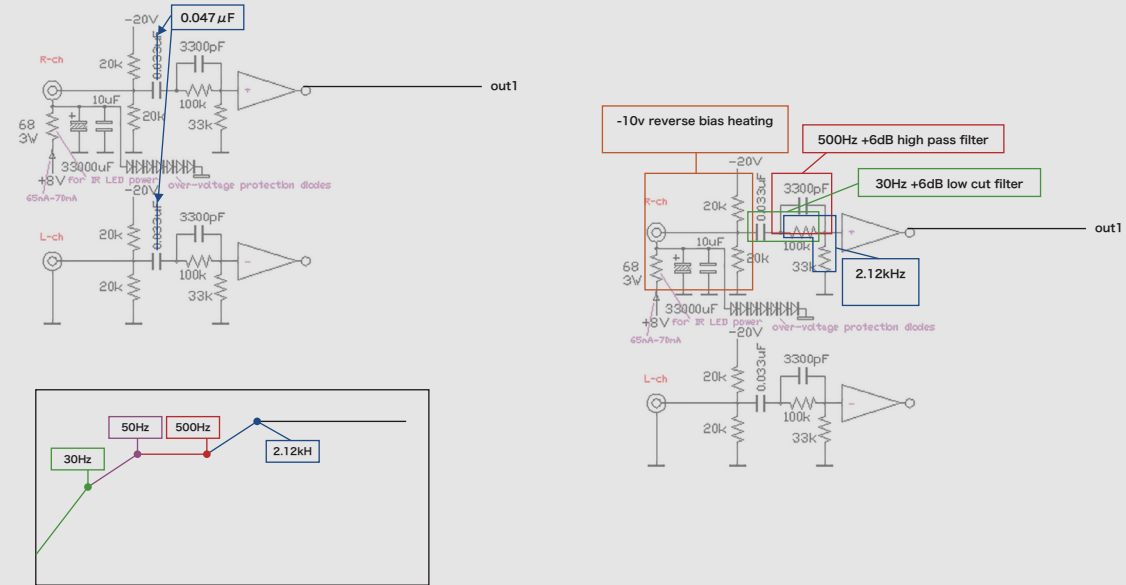 0.047μF
-20V
0.033uF
3300pF
R-ch
20k
10uF
+
out1
100k
20k
33k
68
3W
+
33000uF
+8V
for IR LED power
over-voltage protection diodes
65mA-70mA
-20V
0.033uF
3300pF
L-ch
20k
-
100k
20k
33k
50Hz
500Hz
30Hz
2.12kH
-10v reverse bias heating
500Hz +6dB high pass filter
30Hz +6dB low cut filter
-20V
0.033uF
3300pF
R-ch
20k
10uF
+
out1
100k
20k
33k
68
3W
+
2.12kHz
33000uF
+8V
for IR LED power
over-voltage protection diodes
65mA-70mA
-20V
0.033uF
3300pF
L-ch
20k
-
100k
20k
33k